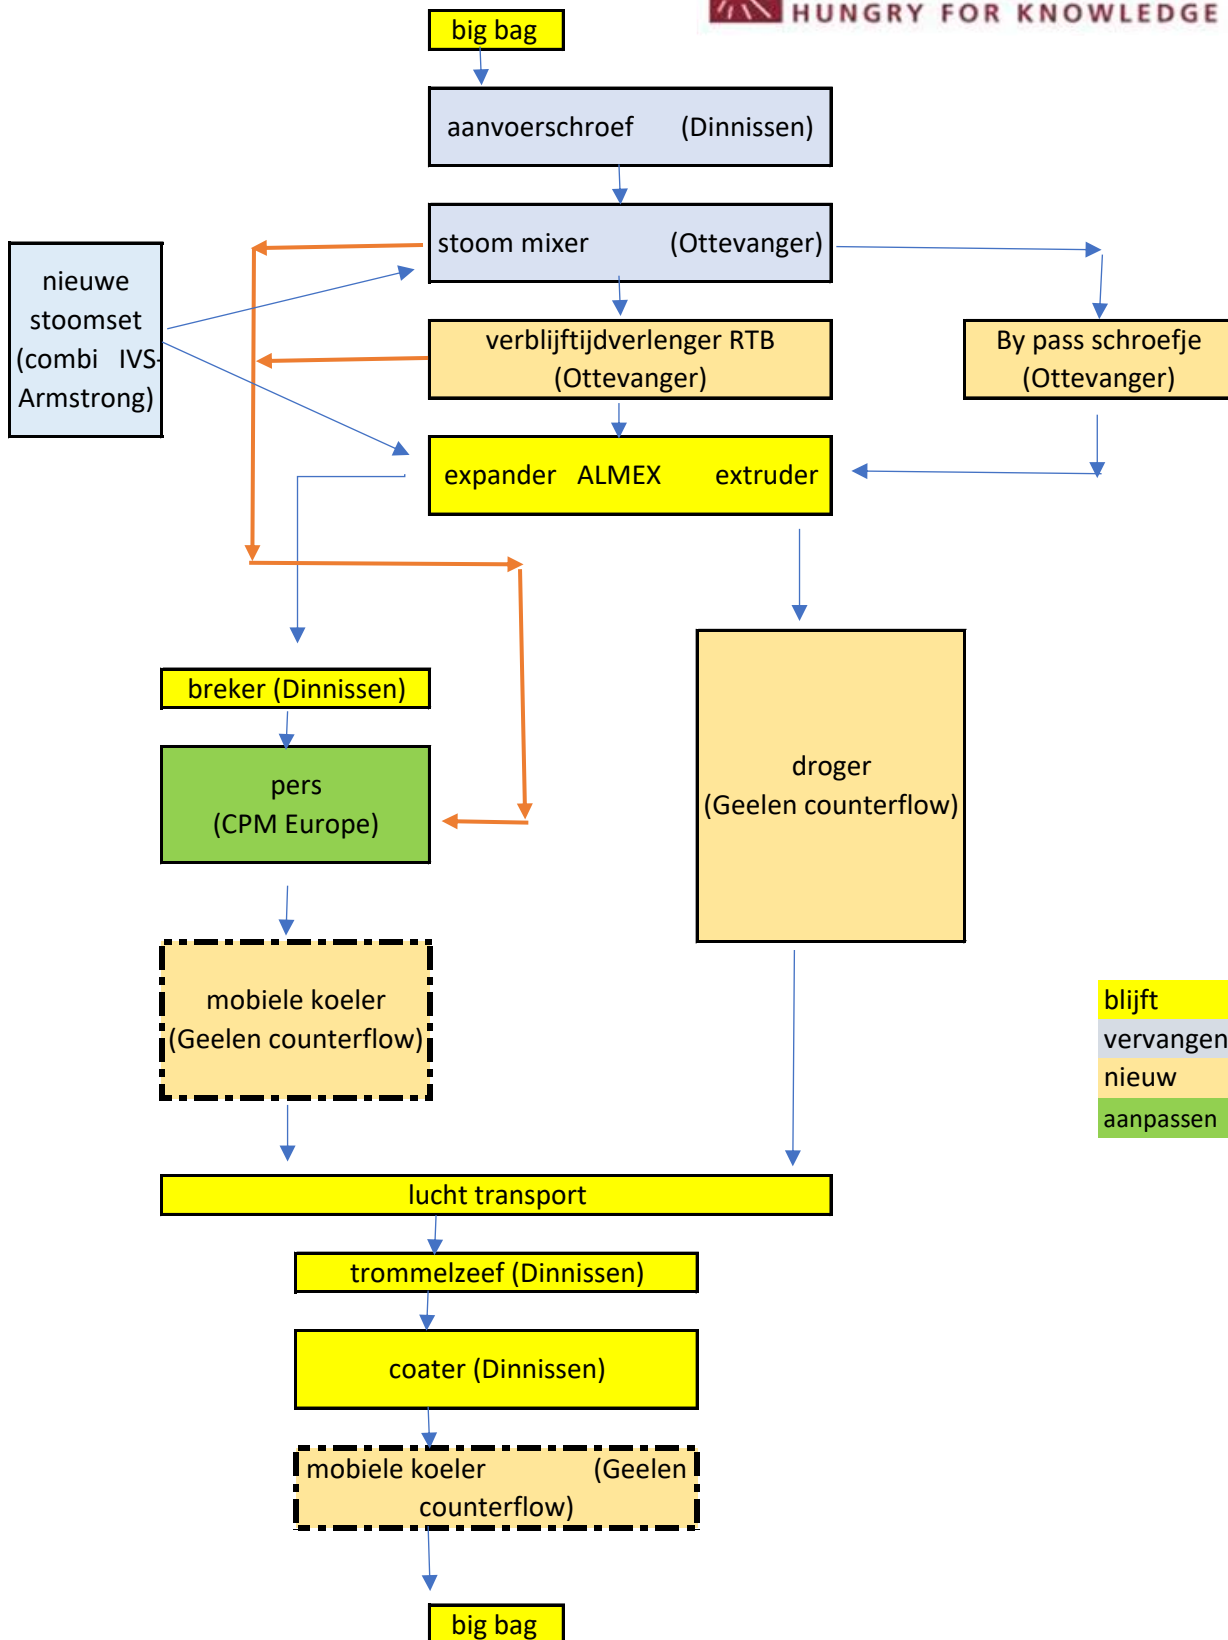 HUNGRY FOR KNOWLEDGE
big bag
aanvoerschroef (Dinnissen)
stoom mixer (Ottevanger)
nieuwe
stoomset
(combi IVS-
Armstrong)
verblijftijdverlenger RTB
(Ottevanger)
By pass schroefje
(Ottevanger)
expander ALMEX extruder
breker (Dinnissen)
pers
(CPM Europe)
droger
(Geelen counterflow)
mobiele koeler
(Geelen counterflow)
blijft
vervangen
nieuw
aanpassen
lucht transport
trommelzeef (Dinnissen)
coater (Dinnissen)
mobiele koeler (Geelen
counterflow)
big bag